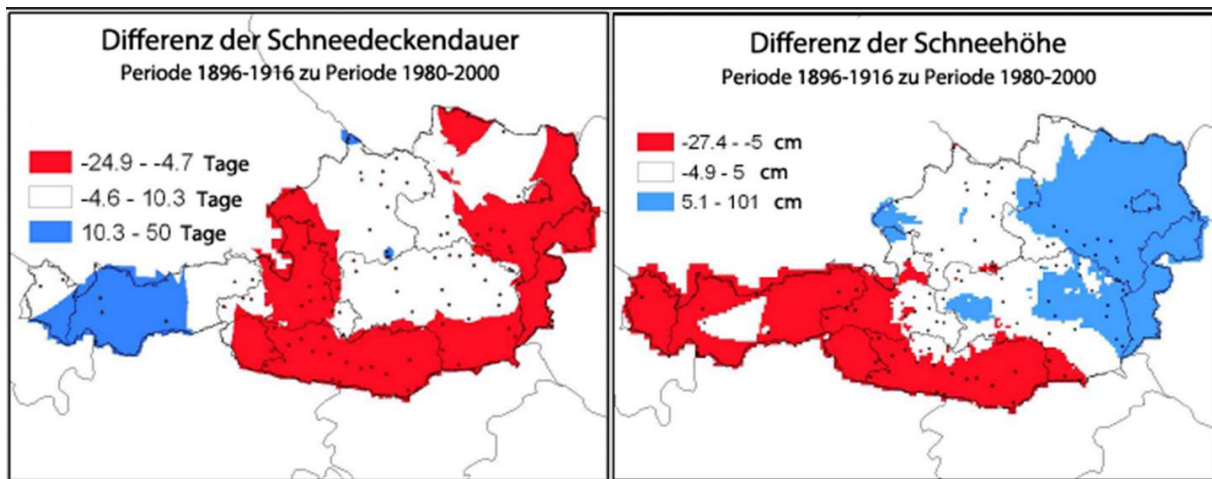 Differenz der Schneedeckendauer
Periode 1896-1916 zu Periode 1980-2000
-24.9 - -4.7 Tage
-4.6 - 10.3 Tage
10.3 - 50 Tage
Differenz der Schneehöhe
Periode 1896-1916 zu Periode 1980-2000
-27.4 - -5 cm
-4.9 - 5 cm
5.1 - 101 cm